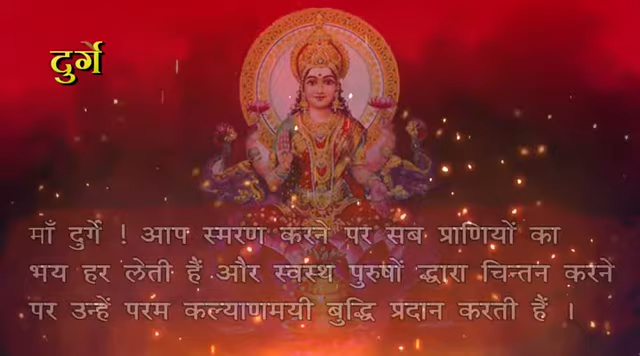 दुर्गे
माँ दुर्गे ! आप स्मरण करने पर सब प्राणियों का
भय हर लेती हैं और स्वस्थ पुरुषों द्धारा चिन्तन करने
पर उन्हें परम कल्याणमयी बुद्धि प्रदान करती हैं ।